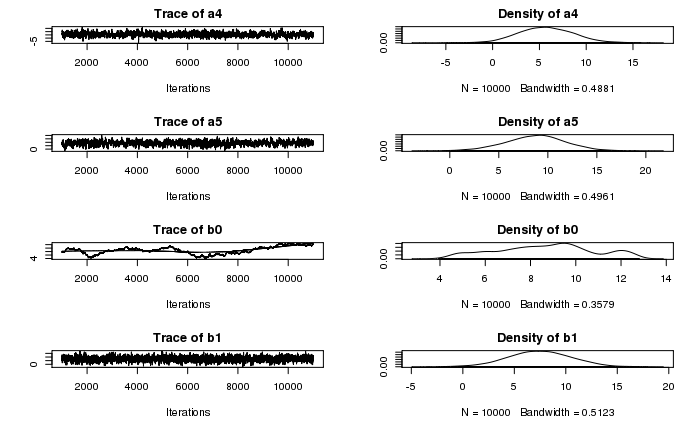 Trace of a4
-5
2000 4000 6000 8000 10000
Iterations
Density of a4
0.00
-5 0 5 10 15
N = 10000 Bandwidth = 0.4881
Trace of a5
0
2000 4000 6000 8000 10000
Iterations
Density of a5
0.00
0 5 10 15 20
N = 10000 Bandwidth = 0.4961
Trace of b0
4
2000 4000 6000 8000 10000
Iterations
Density of b0
0.00
4 6 8 10 12 14
N = 10000 Bandwidth = 0.3579
Trace of b1
0
2000 4000 6000 8000 10000
Iterations
Density of b1
0.00
-5 0 5 10 15 20
N = 10000 Bandwidth = 0.5123